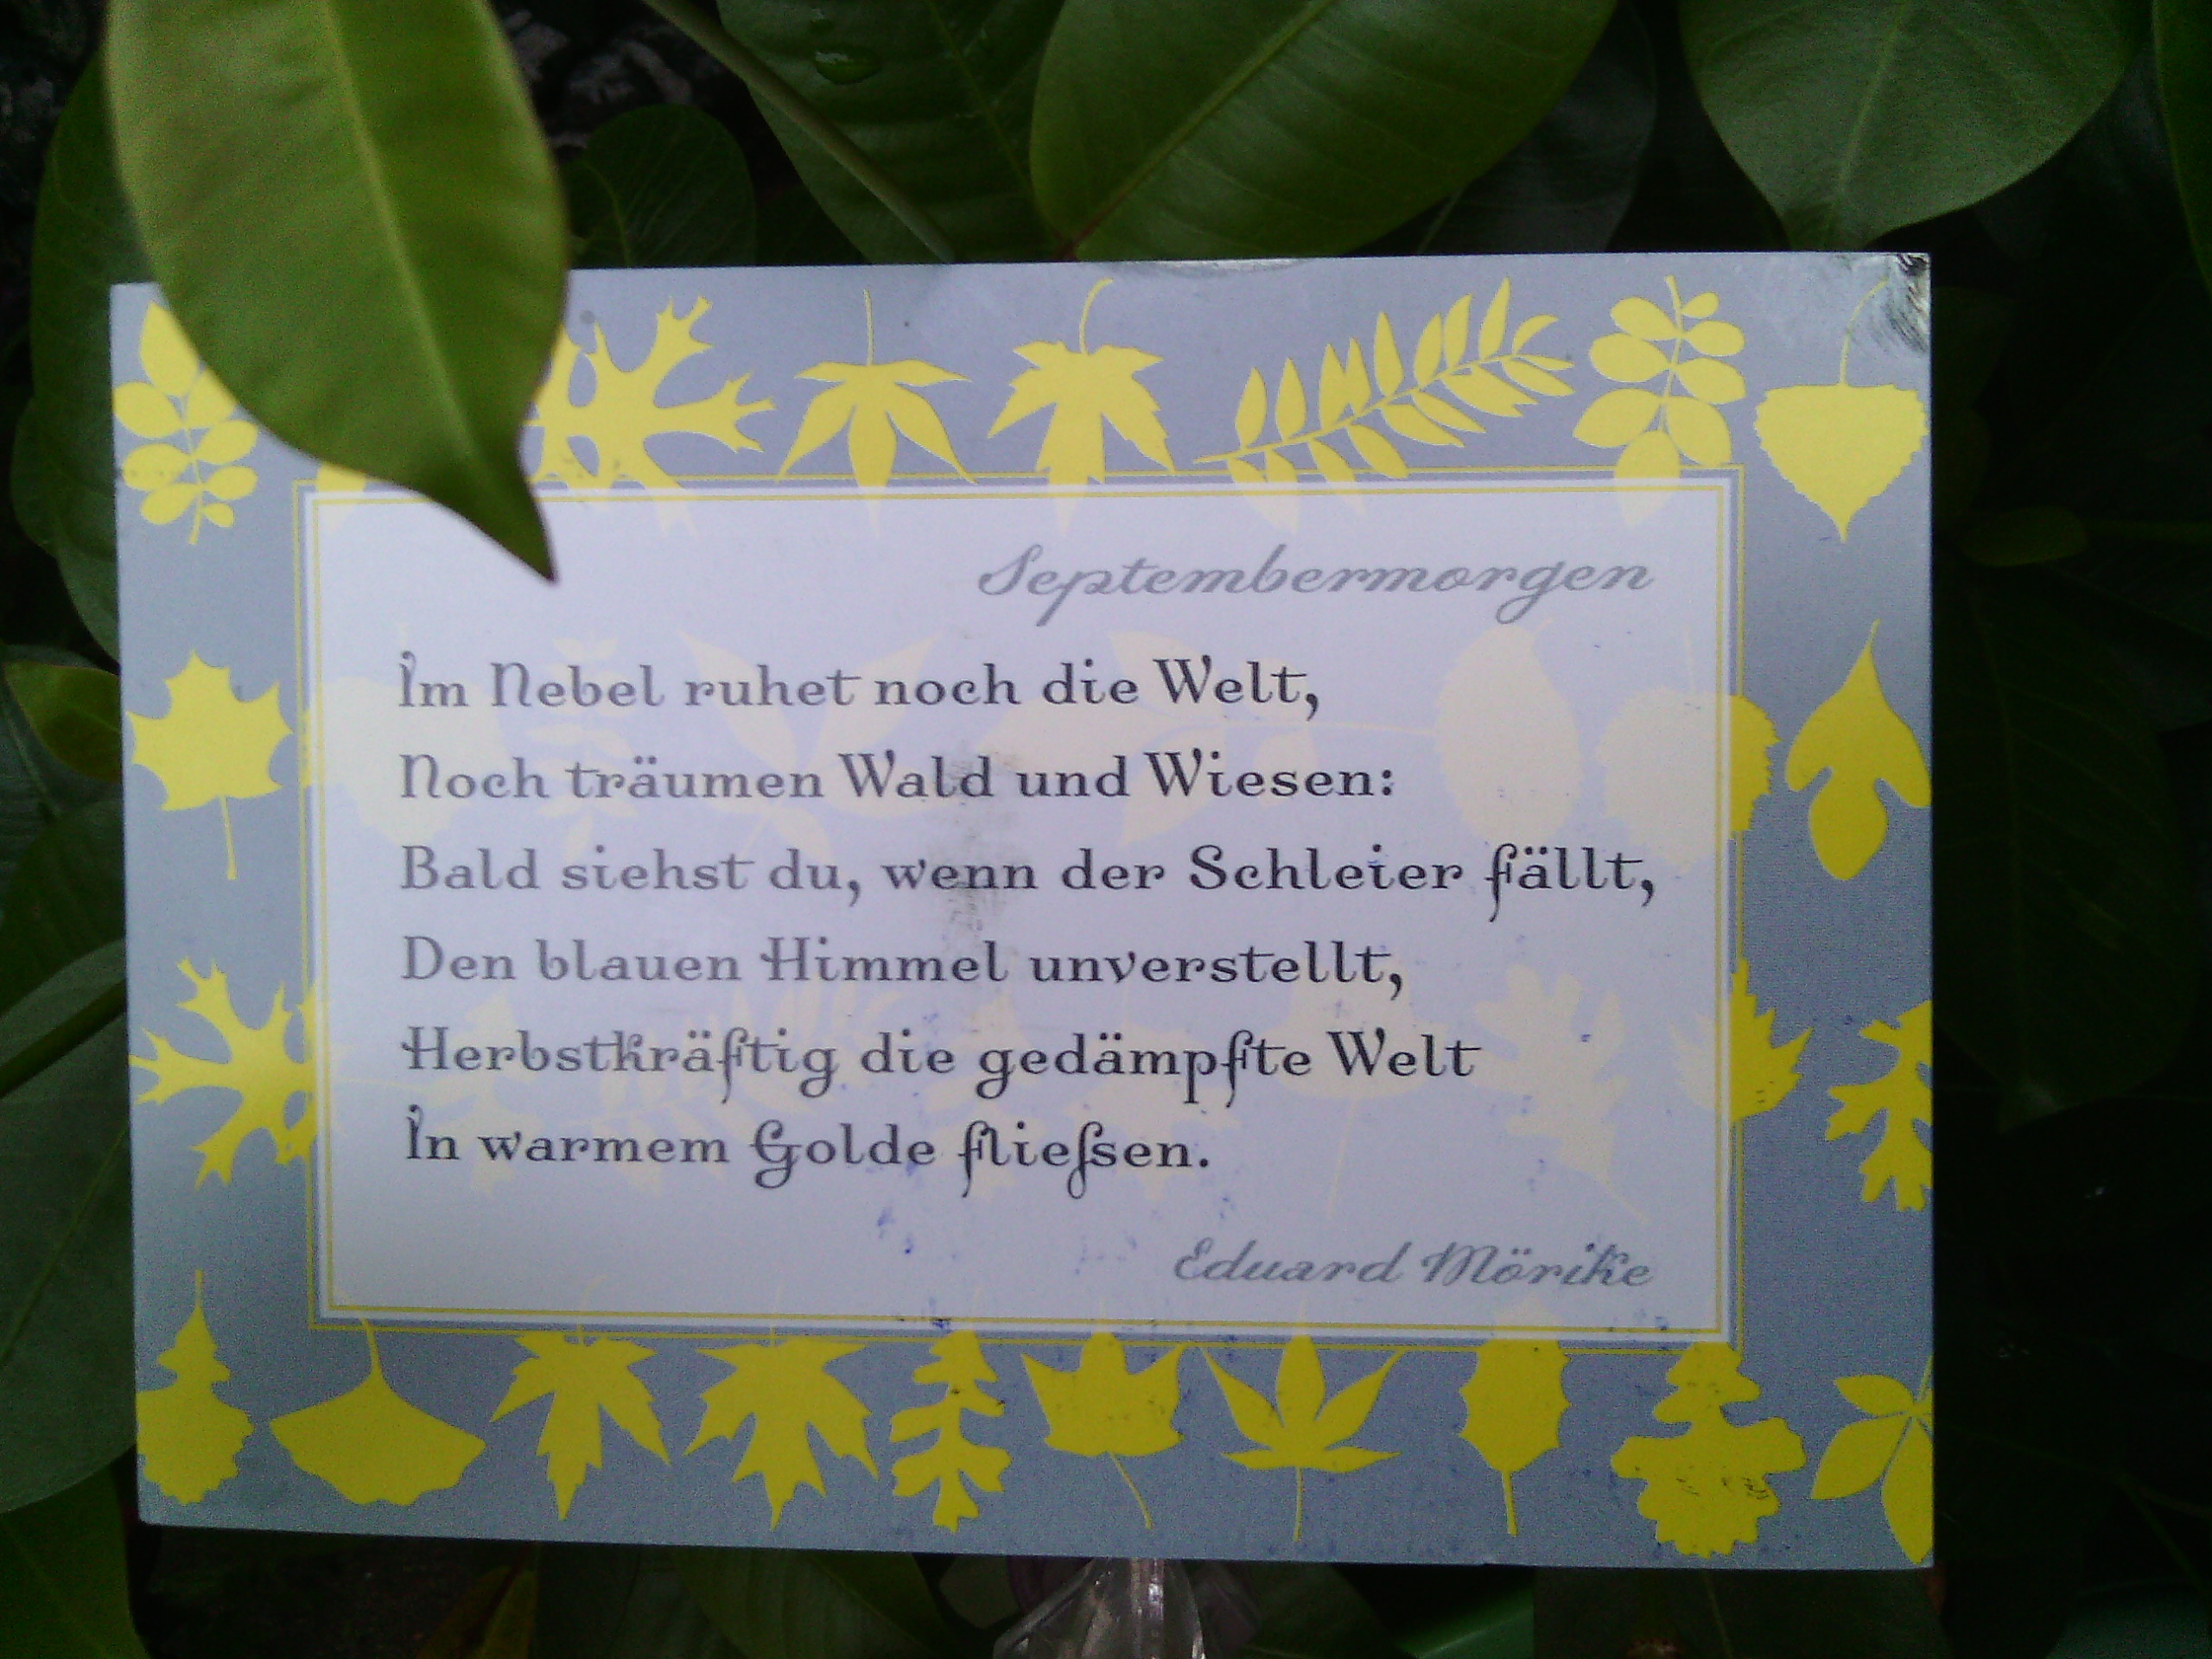 Septembermorgen
Im Nebel ruhet noch die Welt,
Noch träumen Wald und Wiesen:
Bald siehst du, wenn der Schleier fällt,
Den blauen Himmel unverstellt,
Herbstkräftig die gedämpfte Welt
In warmem Golde fließen.
Eduard Mörike